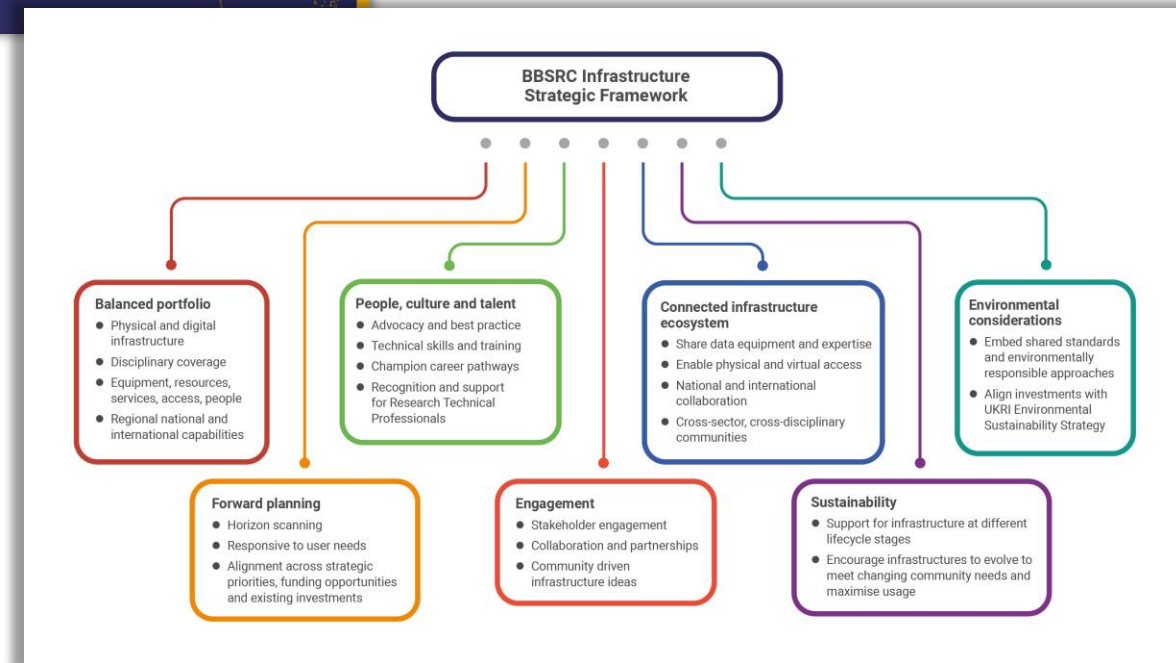 BBSRC Infrastructure
Strategic Framework
Balanced portfolio
● Physical and digital
infrastructure
● Disciplinary coverage
● Equipment, resources,
services, access, people
● Regional national and
international capabilities
People, culture and talent
● Advocacy and best practice
● Technical skills and training
● Champion career pathways
● Recognition and support
for Research Technical
Professionals
Connected infrastructure
ecosystem
● Share data equipment and expertise
● Enable physical and virtual access
● National and international
collaboration
● Cross-sector, cross-disciplinary
communities
Environmental
considerations
● Embed shared standards
and environmentally
responsible approaches
● Align investments with
UKRI Environmental
Sustainability Strategy
Forward planning
● Horizon scanning
● Responsive to user needs
● Alignment across strategic
priorities, funding opportunities
and existing investments
Engagement
● Stakeholder engagement
● Collaboration and partnerships
● Community driven
infrastructure ideas
Sustainability
● Support for infrastructure at different
lifecycle stages
● Encourage infrastructures to evolve to
meet changing community needs and
maximise usage